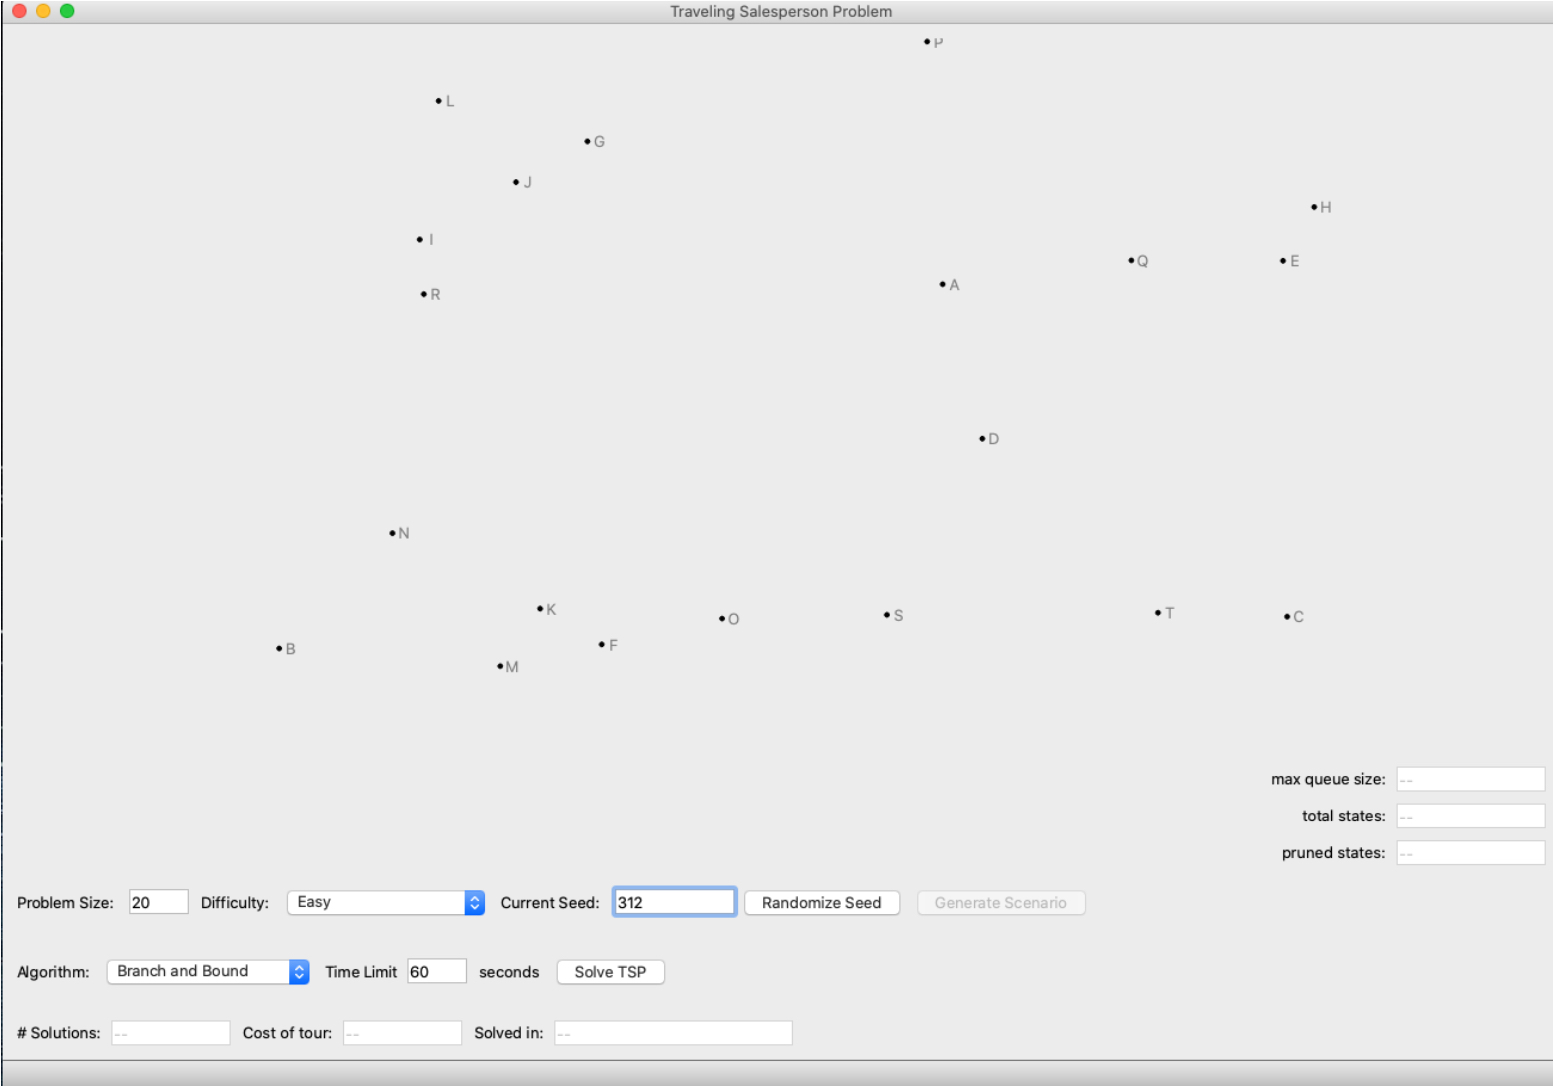 Traveling Salesperson Problem
P
L
G
J
H
I
Q
E
A
R
D
N
K
O
S
T
C
B
F
M
max queue size: --
total states: --
pruned states: --
Problem Size: 20 Difficulty: Easy Current Seed: 312 Randomize Seed Generate Scenario
Algorithm: Branch and Bound Time Limit 60 seconds Solve TSP
# Solutions: -- Cost of tour: -- Solved in: --